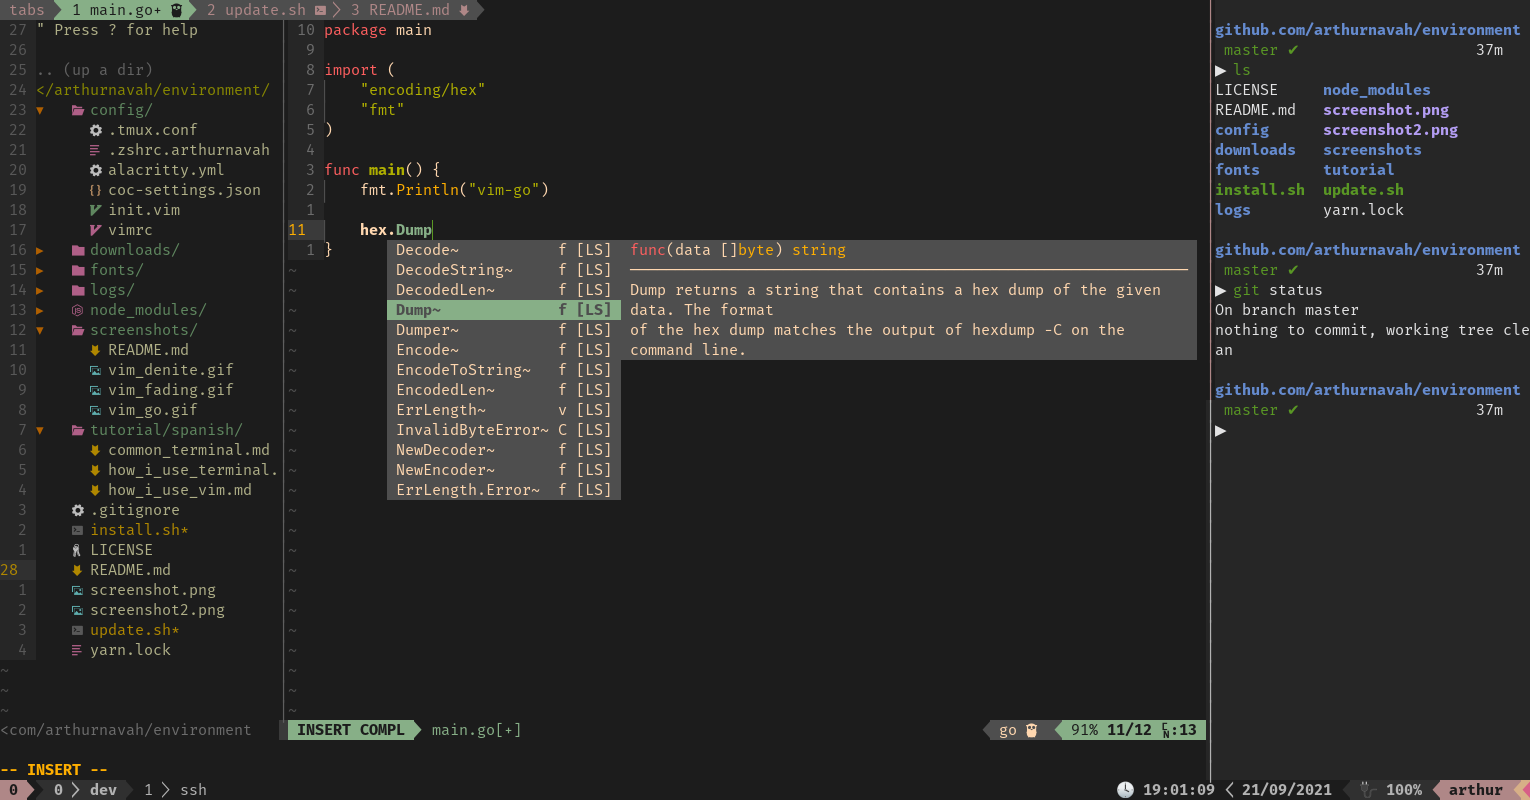 tabs 1 main.go+ 2 update.sh 3 README.md
27 " Press ? for help
26
25 .. (up a dir)
24 </arthurnavah/environment/
23 ▾ config/
22 .tmux.conf
21 .zshrc.arthurnavah
20 alacritty.yml
19 {} coc-settings.json
18 init.vim
17 vimrc
16 ▸ downloads/
15 ▸ fonts/
14 ▸ logs/
13 ▸ node_modules/
12 ▾ screenshots/
11 README.md
10 vim_denite.gif
9 vim_fading.gif
8 vim_go.gif
7 ▾ tutorial/spanish/
6 common_terminal.md
5 how_i_use_terminal.
4 how_i_use_vim.md
3 .gitignore
2 install.sh*
1 LICENSE
28 README.md
1 screenshot.png
2 screenshot2.png
3 update.sh*
4 yarn.lock
~
~
~
<com/arthurnavah/environment
10 package main
9
8 import (
7 "encoding/hex"
6 "fmt"
5 )
4
3 func main() {
2 fmt.Println("vim-go")
1
11 hex.Dump
1 }
Decode~ f [LS]
DecodeString~ f [LS]
DecodedLen~ f [LS]
Dump~ f [LS]
Dumper~ f [LS]
Encode~ f [LS]
EncodeToString~ f [LS]
EncodedLen~ f [LS]
ErrLength~ v [LS]
InvalidByteError~ C [LS]
NewDecoder~ f [LS]
NewEncoder~ f [LS]
ErrLength.Error~ f [LS]
func(data []byte) string
Dump returns a string that contains a hex dump of the given
data. The format
of the hex dump matches the output of hexdump -C on the
command line.
INSERT COMPL main.go[+] go 91% 11/12 ␤:13
-- INSERT --
github.com/arthurnavah/environment
master ✔ 37m
▶ ls
LICENSE node_modules
README.md screenshot.png
config screenshot2.png
downloads screenshots
fonts tutorial
install.sh update.sh
logs yarn.lock
github.com/arthurnavah/environment
master ✔ 37m
▶ git status
On branch master
nothing to commit, working tree cle
an
github.com/arthurnavah/environment
master ✔ 37m
▶
0 0 dev 1 ssh 19:01:09 21/09/2021 100% arthur